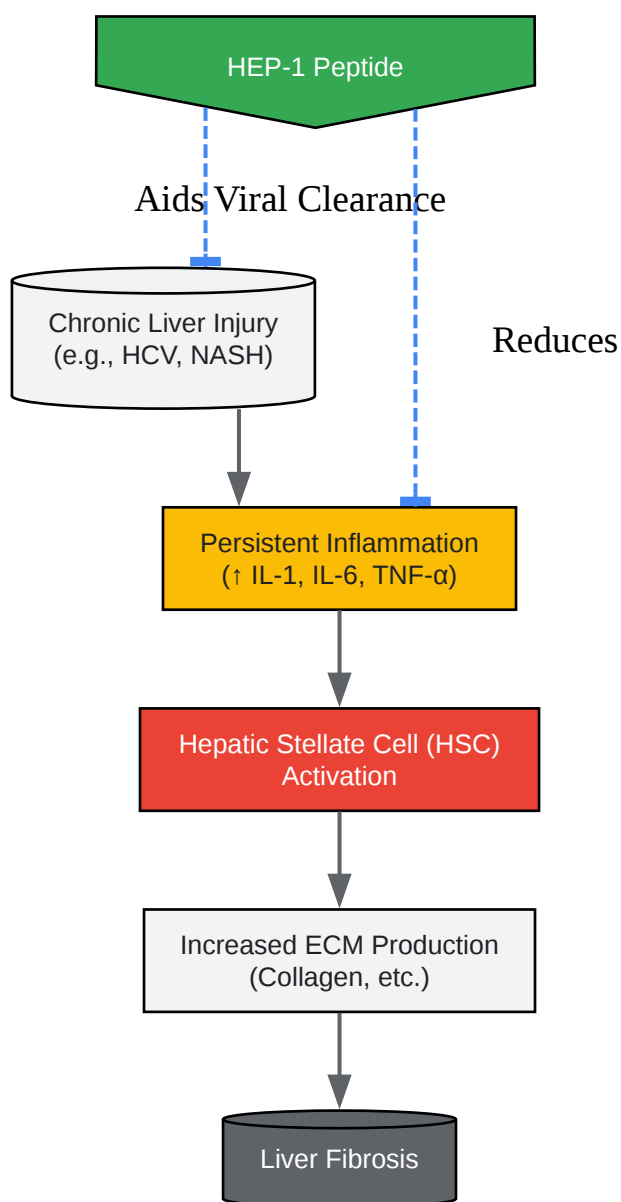 HEP-1 Peptide
Aids Viral Clearance
Chronic Liver Injury
(e.g., HCV, NASH)
Reduces
Persistent Inflammation
(↑ IL-1, IL-6, TNF-α)
Hepatic Stellate Cell (HSC)
Activation
Increased ECM Production
(Collagen, etc.)
Liver Fibrosis